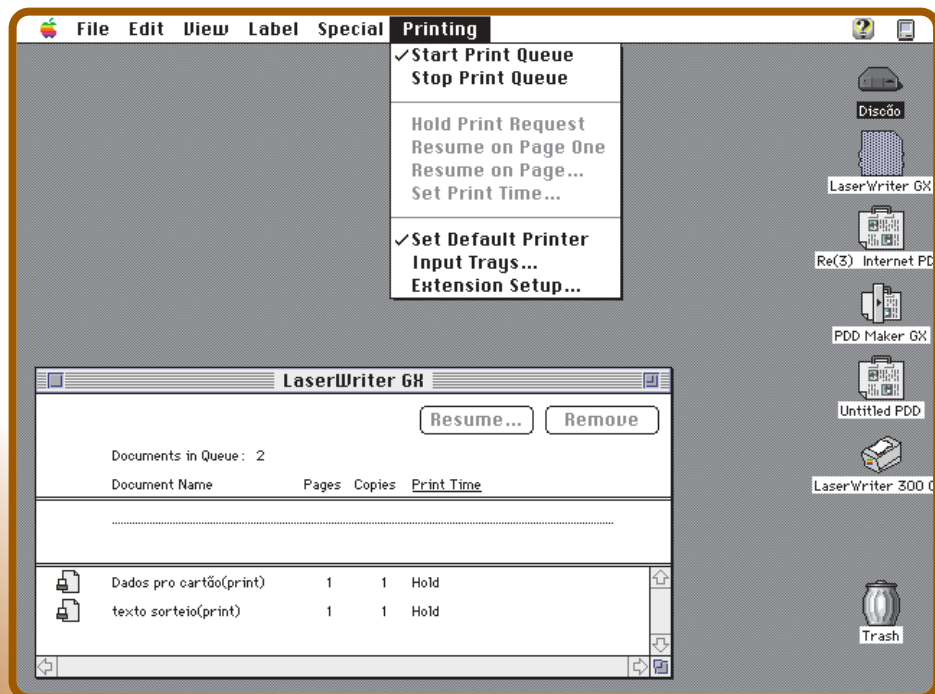 File Edit View Label Special Printing
Start Print Queue
Stop Print Queue
Hold Print Request
Resume on Page One
Resume on Page...
Set Print Time...
Set Default Printer
Input Trays...
Extension Setup...
Discão
LaserWriter GX
Re(3) Internet PD
PDD Maker GX
Untitled PDD
LaserWriter 300
Trash
LaserWriter GX
Resume... Remove
Documents in Queue: 2
Document Name Pages Copies Print Time
Dados pro cartão(print) 1 1 Hold
texto sorteio(print) 1 1 Hold